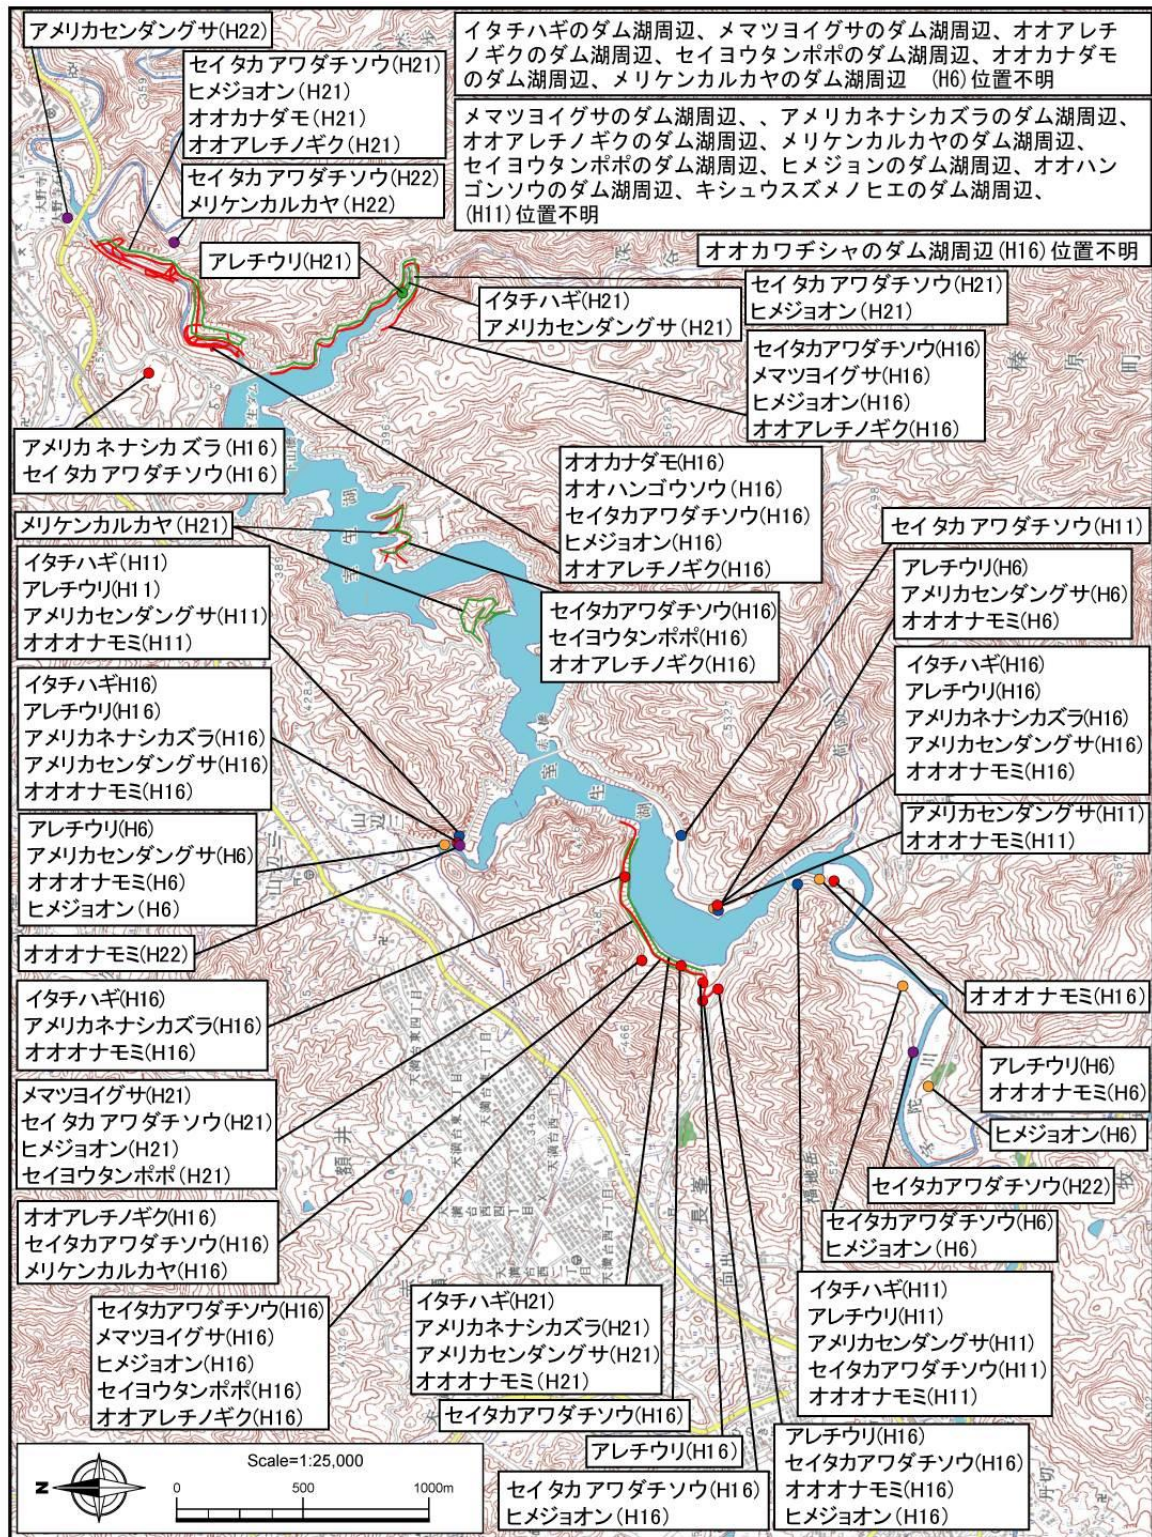 アメリカセンダングサ(H22)
セイタカアワダチソウ(H21)
ヒメジョオン(H21)
オオカナダモ(H21)
オオアレチノギク(H21)
セイタカアワダチソウ(H22)
メリケンカルカヤ(H22)
イタチハギのダム湖周辺、メマツヨイグサのダム湖周辺、オオアレチ
ノギクのダム湖周辺、セイヨウタンポポのダム湖周辺、オオカナダモ
のダム湖周辺、メリケンカルカヤのダム湖周辺 (H6)位置不明
メマツヨイグサのダム湖周辺、、アメリカネナシカズラのダム湖周辺、
オオアレチノギクのダム湖周辺、メリケンカルカヤのダム湖周辺、
セイヨウタンポポのダム湖周辺、ヒメジョンのダム湖周辺、オオハン
ゴンソウのダム湖周辺、キシュウスズメノヒエのダム湖周辺、
(H11)位置不明
オオカワヂシャのダム湖周辺(H16)位置不明
アレチウリ(H21)
イタチハギ(H21)
アメリカセンダングサ(H21)
セイタカアワダチソウ(H21)
ヒメジョオン(H21)
セイタカアワダチソウ(H16)
メマツヨイグサ(H16)
ヒメジョオン(H16)
オオアレチノギク(H16)
榛原町
アメリカネナシカズラ(H16)
セイタカアワダチソウ(H16)
オオカナダモ(H16)
オオハンゴウソウ(H16)
セイタカアワダチソウ(H16)
ヒメジョオン(H16)
オオアレチノギク(H16)
メリケンカルカヤ(H21)
セイタカアワダチソウ(H11)
イタチハギ(H11)
アレチウリ(H11)
アメリカセンダングサ(H11)
オオオナモミ(H11)
アレチウリ(H6)
アメリカセンダングサ(H6)
オオオナモミ(H6)
セイタカアワダチソウ(H16)
セイヨウタンポポ(H16)
オオアレチノギク(H16)
イタチハギH16)
アレチウリ(H16)
アメリカネナシカズラ(H16)
アメリカセンダングサ(H16)
オオオナモミ(H16)
イタチハギ(H16)
アレチウリ(H16)
アメリカネナシカズラ(H16)
アメリカセンダングサ(H16)
オオオナモミ(H16)
室生湖
アメリカセンダングサ(H11)
オオオナモミ(H11)
アレチウリ(H6)
アメリカセンダングサ(H6)
オオオナモミ(H6)
ヒメジョオン(H6)
山辺三
オオオナモミ(H22)
イタチハギ(H16)
アメリカネナシカズラ(H16)
オオオナモミ(H16)
オオオナモミ(H16)
アレチウリ(H6)
オオオナモミ(H6)
ヒメジョオン(H6)
メマツヨイグサ(H21)
セイタカアワダチソウ(H21)
ヒメジョオン(H21)
セイヨウタンポポ(H21)
額井
長峯
福地岳
牧
セイタカアワダチソウ(H22)
セイタカアワダチソウ(H6)
ヒメジョオン(H6)
オオアレチノギク(H16)
セイタカアワダチソウ(H16)
メリケンカルカヤ(H16)
セイタカアワダチソウ(H16)
メマツヨイグサ(H16)
ヒメジョオン(H16)
セイヨウタンポポ(H16)
オオアレチノギク(H16)
イタチハギ(H21)
アメリカネナシカズラ(H21)
アメリカセンダングサ(H21)
オオオナモミ(H21)
イタチハギ(H11)
アレチウリ(H11)
アメリカセンダングサ(H11)
セイタカアワダチソウ(H11)
オオオナモミ(H11)
セイタカアワダチソウ(H16)
アレチウリ(H16)
セイタカアワダチソウ(H16)
ヒメジョオン(H16)
アレチウリ(H16)
セイタカアワダチソウ(H16)
オオオナモミ(H16)
ヒメジョオン(H16)
N
Scale=1:25,000
0 500 1000m